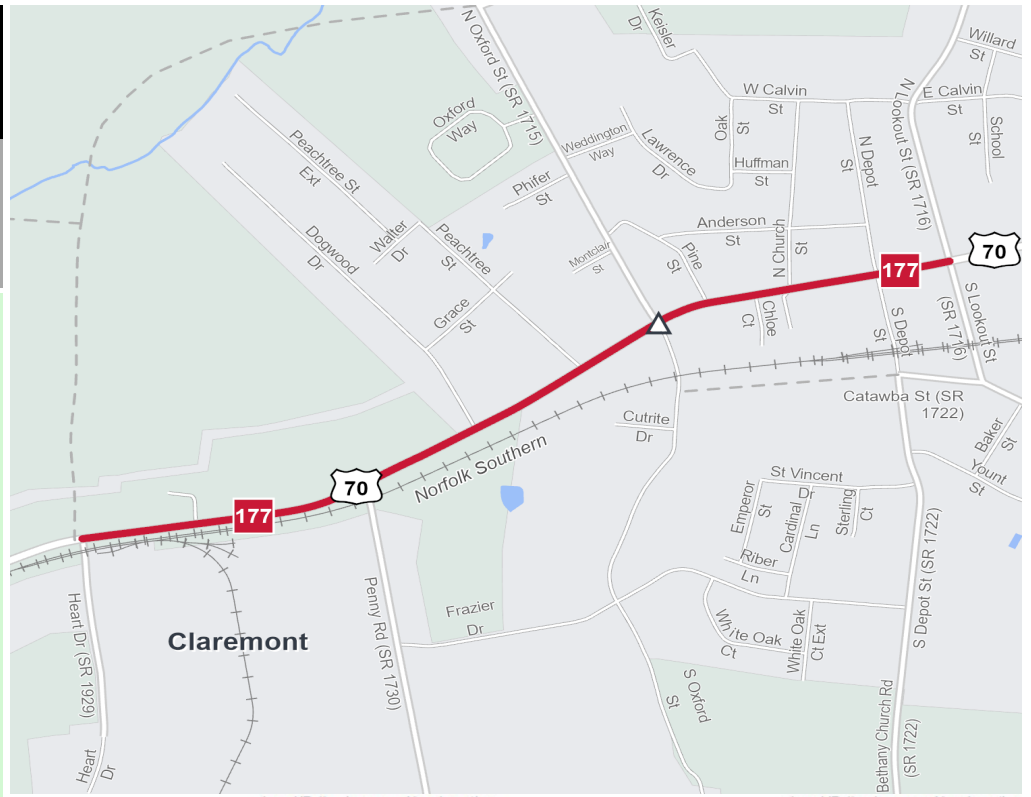 Keisler
Dr
Willard
St
N Oxford St (SR 1715)
W Calvin
St
E Calvin
St
N Lookout St (SR 1716)
Oxford
Way
Oak
St
School
St
Weddington
Way
Lawrence
Dr
Huffman
St
N Depot
St
Peachtree St
Ext
Phifer
St
Walter
Dr
Peachtree
St
Dogwood
Dr
Montclair
St
Anderson
St
Pine
St
N Church
St
70
177
Grace
St
Chloe
Ct
S Depot
St
S Lookout St
(SR 1716)
Catawba St (SR
1722)
Cutrite
Dr
Baker
St
Yount
St
Norfolk Southern
70
177
St Vincent
Dr
Emperor
St
Cardinal
Ln
Sterling
Ct
Riber
Ln
S Depot St (SR 1722)
Frazier
Dr
Claremont
Heart Dr (SR 1929)
Penny Rd (SR 1730)
White Oak
Ct
White Oak
Ct Ext
S Oxford
St
Bethany Church Rd
(SR 1722)
Heart
Dr